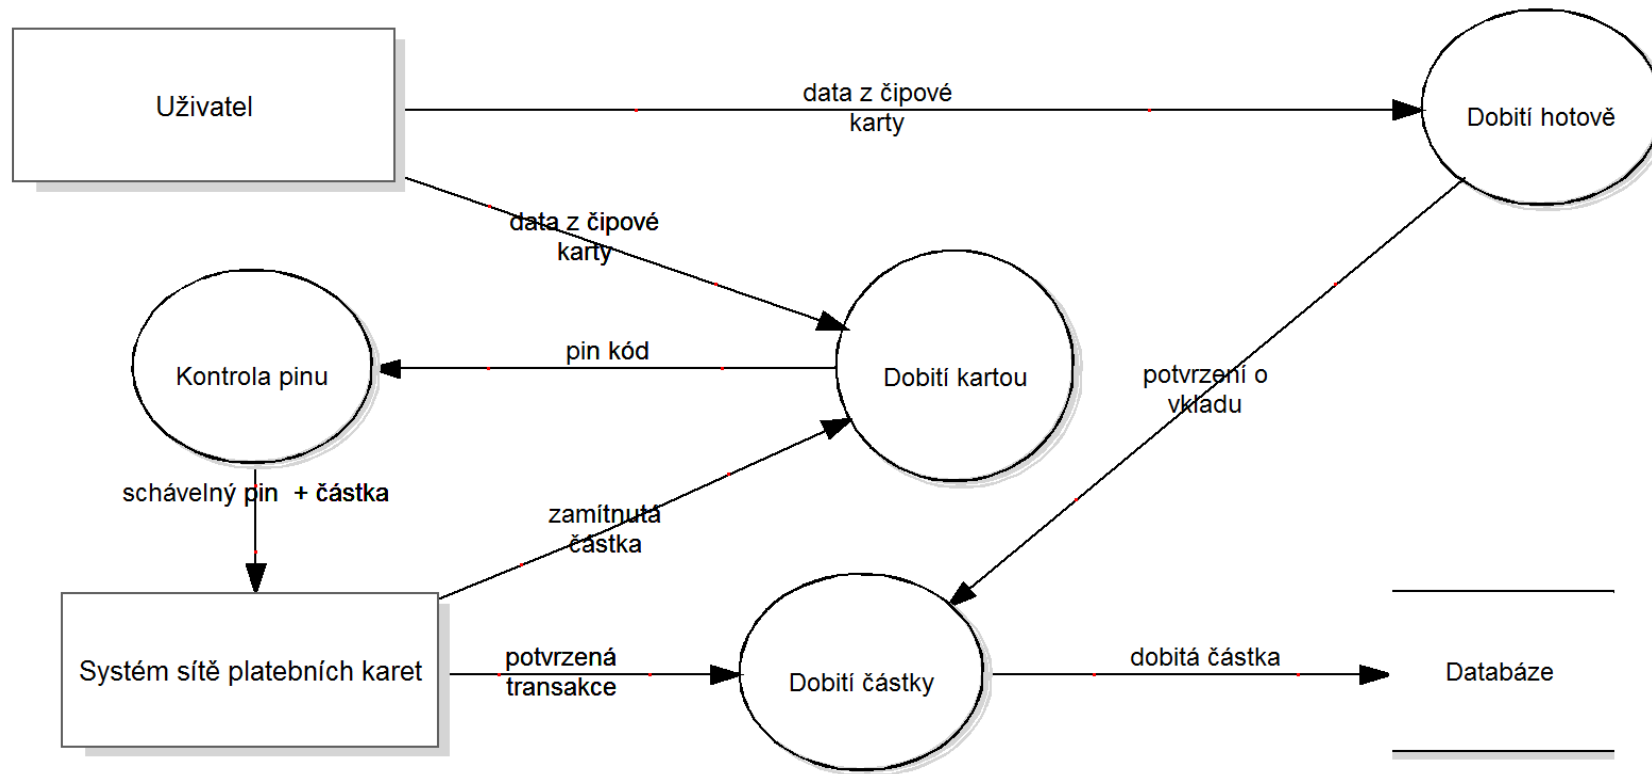 Uživatel
data z čipové
karty
Dobití hotově
data z čipové
karty
Kontrola pinu
pin kód
Dobití kartou
potvrzení o
vkladu
schávelný pin + částka
zamítnutá
částka
Systém sítě platebních karet
potvrzená
transakce
Dobití částky
dobitá částka
Databáze